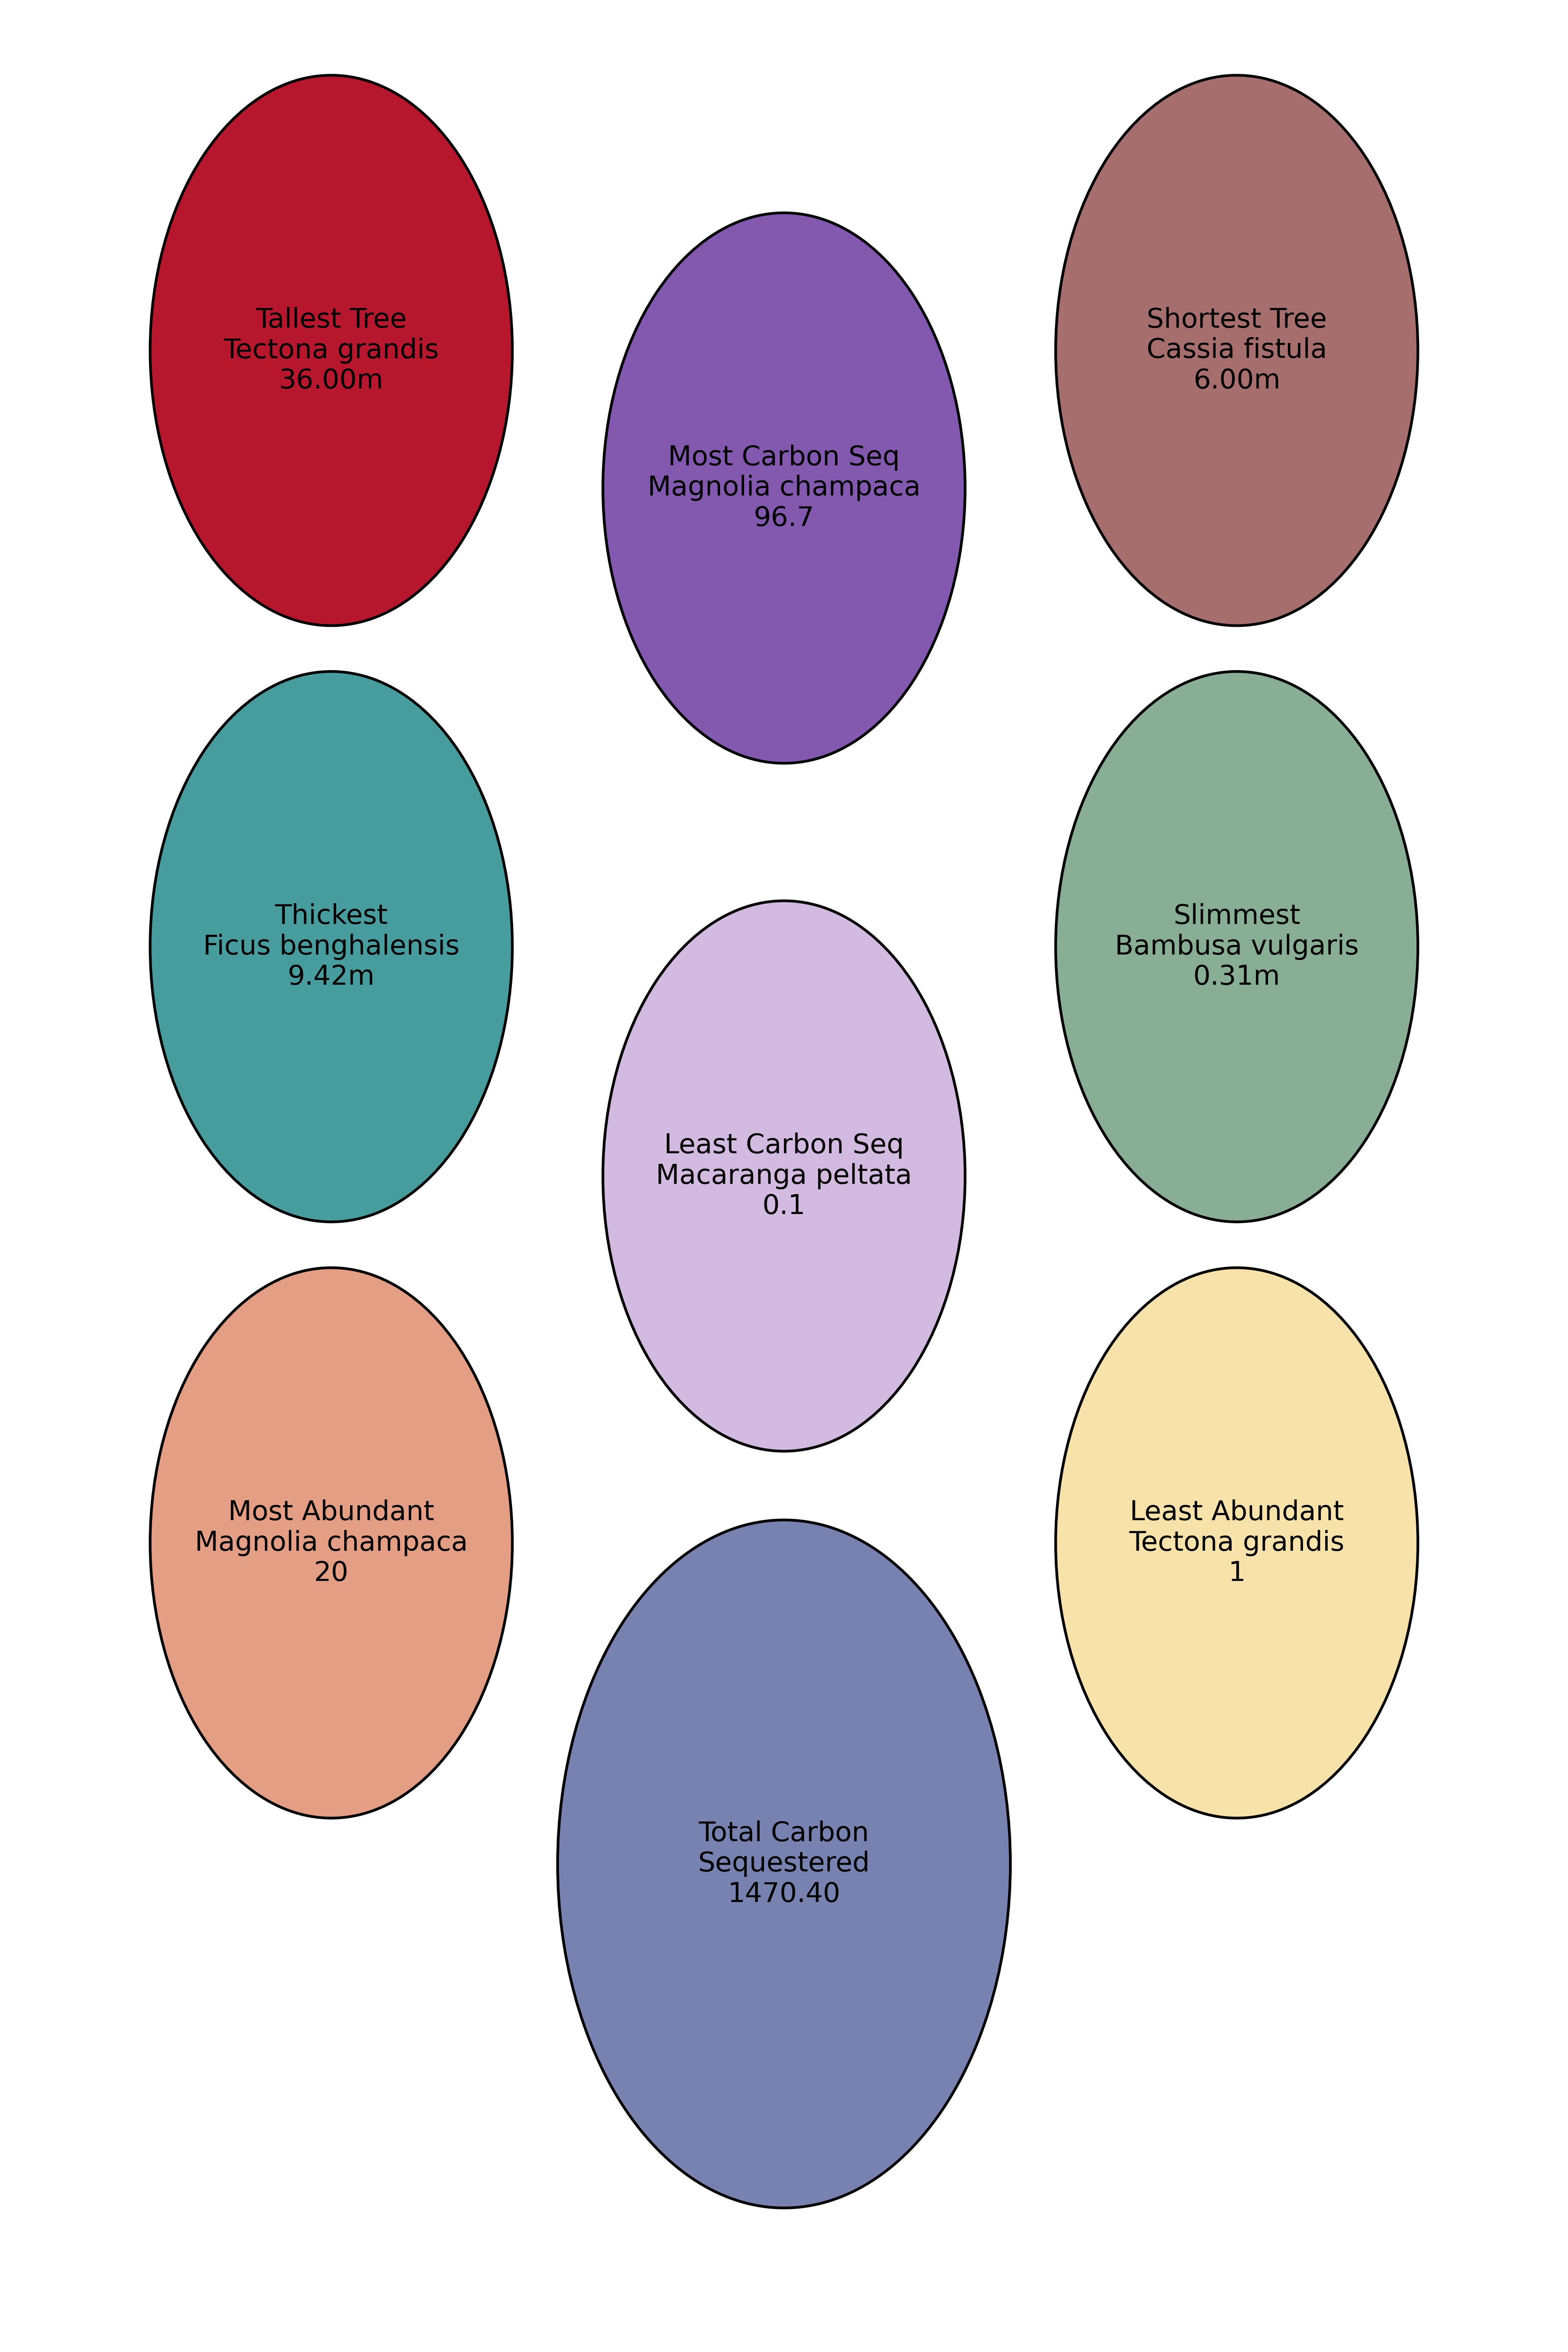 Tallest Tree
Tectona grandis
36.00m
Most Carbon Seq
Magnolia champaca
96.7
Shortest Tree
Cassia fistula
6.00m
Thickest
Ficus benghalensis
9.42m
Least Carbon Seq
Macaranga peltata
0.1
Slimmest
Bambusa vulgaris
0.31m
Most Abundant
Magnolia champaca
20
Total Carbon
Sequestered
1470.40
Least Abundant
Tectona grandis
1